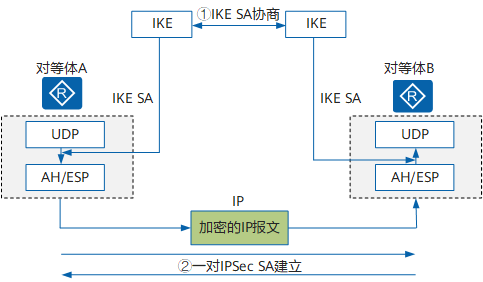 IKE
①IKE SA协商
IKE
对等体A
对等体B
R
R
IKE SA
IKE SA
UDP
UDP
AH/ESP
AH/ESP
IP
加密的IP报文
②一对IPSec SA建立